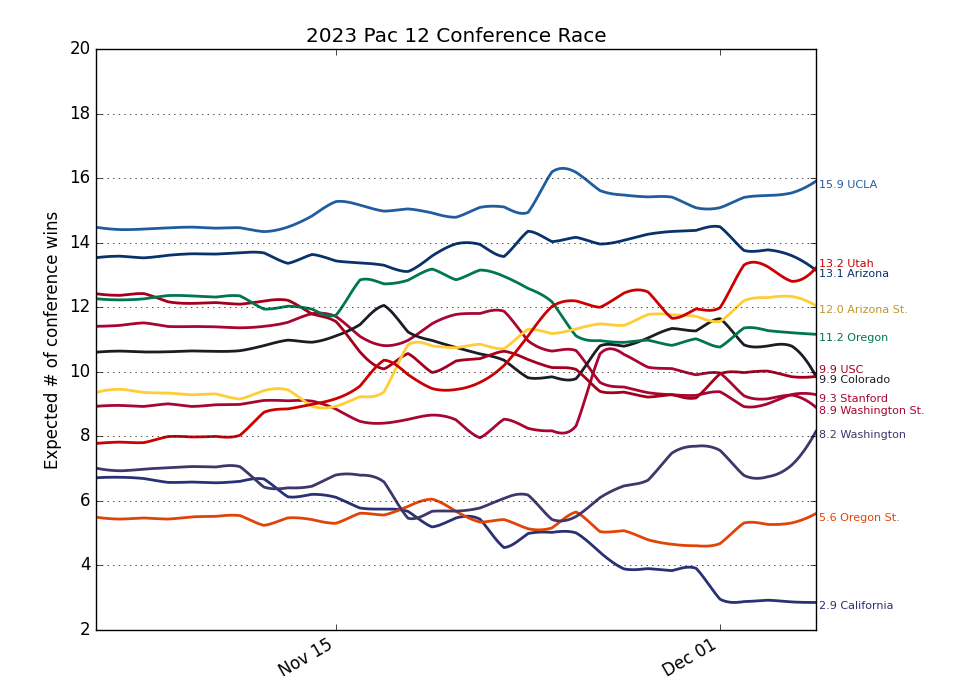 2023 Pac 12 Conference Race
Expected # of conference wins
20
18
16
14
12
10
8
6
4
2
Nov 15
Dec 01
15.9 UCLA
13.2 Utah
13.1 Arizona
12.0 Arizona St.
11.2 Oregon
9.9 USC
9.9 Colorado
9.3 Stanford
8.9 Washington St.
8.2 Washington
5.6 Oregon St.
2.9 California